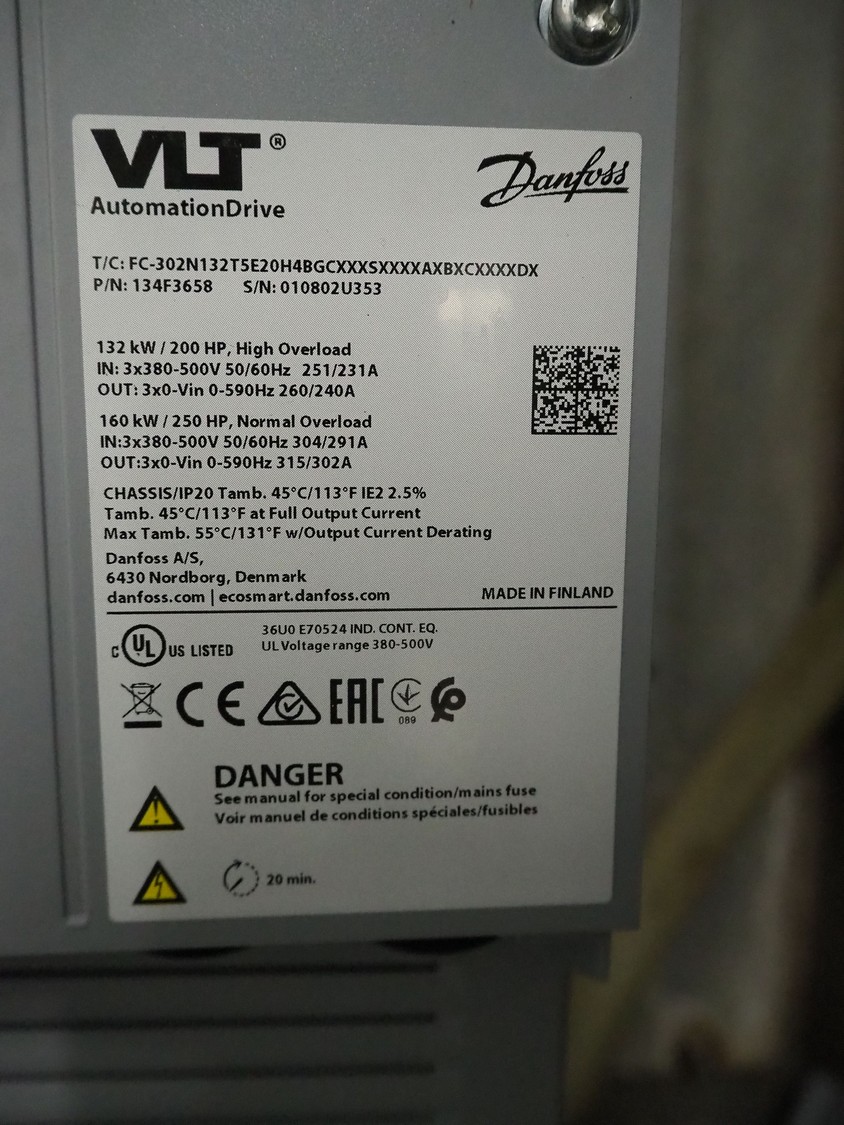 VLT®
Danfoss
AutomationDrive
T/C: FC-302N132T5E20H4BGCXXXSXXXXAXBXCXXXXDX
P/N: 134F3658 S/N: 010802U353
132 kW / 200 HP, High Overload
IN: 3x380-500V 50/60Hz 251/231A
OUT: 3x0-Vin 0-590Hz 260/240A
160 kW / 250 HP, Normal Overload
IN:3x380-500V 50/60Hz 304/291A
OUT:3x0-Vin 0-590Hz 315/302A
CHASSIS/IP20 Tamb. 45°C/113°F IE2 2.5%
Tamb. 45°C/113°F at Full Output Current
Max Tamb. 55°C/131°F w/Output Current Derating
Danfoss A/S,
6430 Nordborg, Denmark
danfoss.com | ecosmart.danfoss.com MADE IN FINLAND
C UL US LISTED
36U0 E70524 IND. CONT. EQ.
UL Voltage range 380-500V
CE EAC
089
DANGER
See manual for special condition/mains fuse
Voir manuel de conditions spéciales/fusibles
20 min.